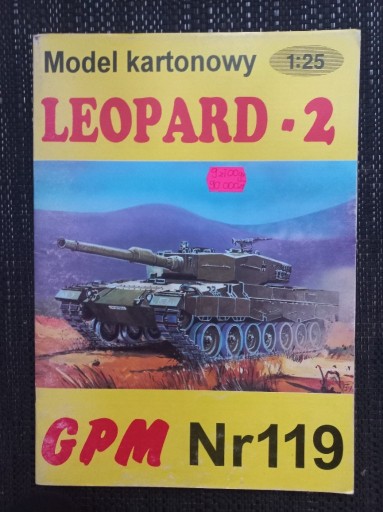 Model kartonowy 1:25
LEOPARD - 2
GPM Nr119